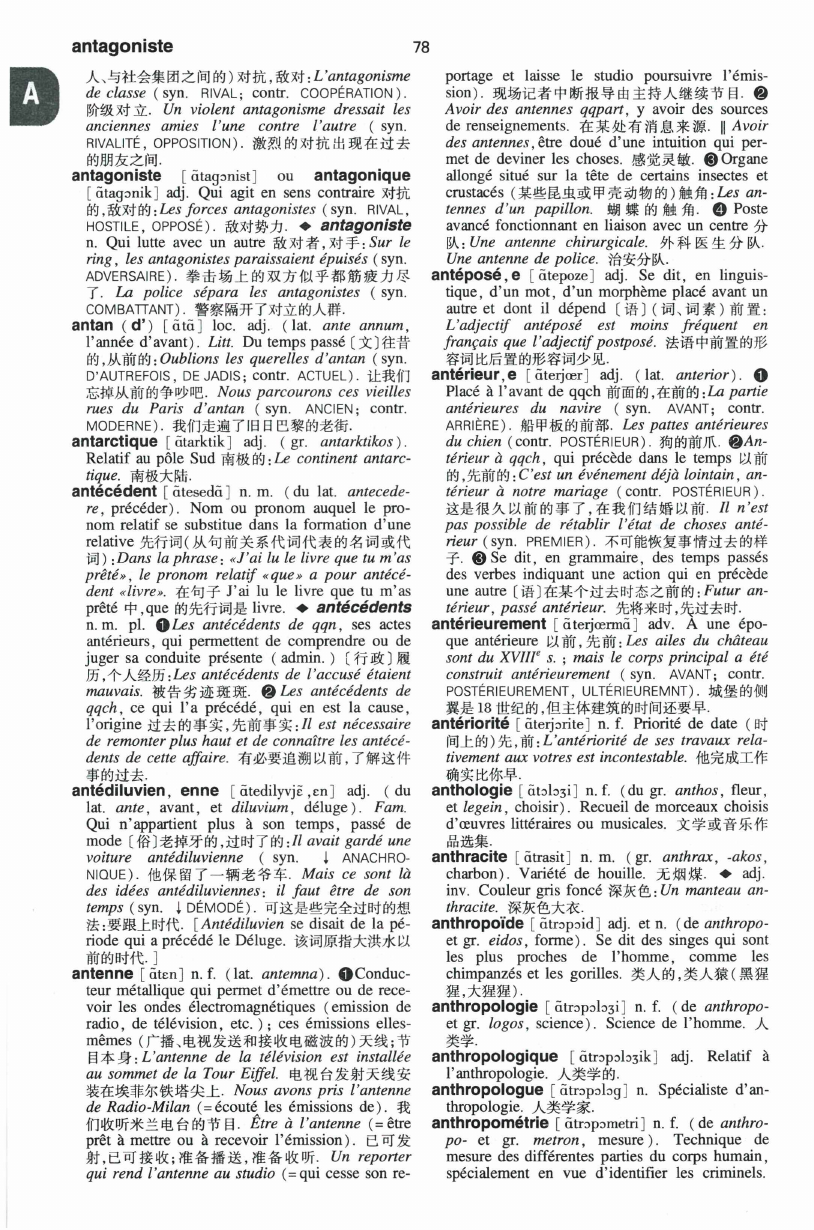 antagoniste
78
A
人、与社会集团之间的) 对抗,敌对:L'antagonisme
de classe ( syn. RIVAL; contr. COOPÉRATION).
阶级对立. Un violent antagonisme dressait les
anciennes amies l'une contre l'autre ( syn.
RIVALITÉ, OPPOSITION). 激烈的对抗出现在过去
的朋友之间.
antagoniste [ ɑ̃tagɔnist] ou antagonique
[ ɑ̃tagɔnik] adj. Qui agit en sens contraire 对抗
的,敌对的:Les forces antagonistes ( syn. RIVAL,
HOSTILE, OPPOSÉ). 敌对势力. ◆ antagoniste
n. Qui lutte avec un autre 敌对者,对手:Sur le
ring, les antagonistes paraissaient épuisés ( syn.
ADVERSAIRE). 拳击场上的双方似乎都筋疲力尽
了. La police sépara les antagonistes ( syn.
COMBATTANT). 警察隔开了对立的人群.
antan ( d') [ ɑ̃tɑ̃] loc. adj. ( lat. ante annum,
l'année d'avant). Litt. Du temps passé [文]往昔
的,从前的:Oublions les querelles d'antan ( syn.
D'AUTREFOIS, DE JADIS; contr. ACTUEL). 让我们
忘掉从前的争吵吧. Nous parcourons ces vieilles
rues du Paris d'antan ( syn. ANCIEN; contr.
MODERNE). 我们走遍了旧日巴黎的老街.
antarctique [ ɑ̃tarktik] adj. ( gr. antarktikos).
Relatif au pôle Sud 南极的:Le continent antarc-
tique. 南极大陆.
antécédent [ ɑ̃tesedɑ̃] n. m. ( du lat. antecede-
re, précéder). Nom ou pronom auquel le pro-
nom relatif se substitue dans la formation d'une
relative 先行词(从句前关系代词代表的名词或代
词):Dans la phrase: «J'ai lu le livre que tu m'as
prêté», le pronom relatif «que» a pour antécé-
dent «livre». 在句子 J'ai lu le livre que tu m'as
prêté 中,que 的先行词是 livre. ◆ antécédents
n. m. pl. ❶Les antécédents de qqn, ses actes
antérieurs, qui permettent de comprendre ou de
juger sa conduite présente ( admin. ) [行政]履
历,个人经历:Les antécédents de l'accusé étaient
mauvais. 被告劣迹斑斑. ❷ Les antécédents de
qqch, ce qui l'a précédé, qui en est la cause,
l'origine 过去的事实,先前事实:Il est nécessaire
de remonter plus haut et de connaître les antécé-
dents de cette affaire. 有必要追溯以前,了解这件
事的过去.
antédiluvien, enne [ ɑ̃tedilyvjɛ̃,ɛn] adj. ( du
lat. ante, avant, et diluvium, déluge). Fam.
Qui n'appartient plus à son temps, passé de
mode [俗]老掉牙的,过时了的:Il avait gardé une
voiture antédiluvienne ( syn. ↓ ANACHRO-
NIQUE). 他保留了一辆老爷车. Mais ce sont là
des idées antédiluviennes: il faut être de son
temps (syn. ↓ DÉMODÉ). 可这是些完全过时的想
法:要跟上时代. [Antédiluvien se disait de la pé-
riode qui a précédé le Déluge. 该词原指大洪水以
前的时代. ]
antenne [ ɑ̃ten] n. f. ( lat. antemna). ❶Conduc-
teur métallique qui permet d'émettre ou de rece-
voir les ondes électromagnétiques ( emission de
radio, de télévision, etc. ); ces émissions elles-
mêmes (广播、电视发送和接收电磁波的)天线;节
目本身:L'antenne de la télévision est installée
au sommet de la Tour Eiffel. 电视台发射天线安
装在埃菲尔铁塔尖上. Nous avons pris l'antenne
de Radio-Milan (= écouté les émissions de). 我
们收听米兰电台的节目. Être à l'antenne (= être
prêt à mettre ou à recevoir l'émission). 已可发
射,已可接收;准备播送,准备收听. Un reporter
qui rend l'antenne au studio (= qui cesse son re-
portage et laisse le studio poursuivre l'émis-
sion). 现场记者中断报导由主持人继续节目. ❷
Avoir des antennes qqpart, y avoir des sources
de renseignements. 在某处有消息来源. ‖ Avoir
des antennes, être doué d'une intuition qui per-
met de deviner les choses. 感觉灵敏. ❸Organe
allongé situé sur la tête de certains insectes et
crustacés (某些昆虫或甲壳动物的)触角:Les an-
tennes d'un papillon. 蝴蝶的触角. ❹ Poste
avancé fonctionnant en liaison avec un centre 分
队:Une antenne chirurgicale. 外科医生分队.
Une antenne de police. 治安分队.
antéposé, e [ ɑ̃tepoze] adj. Se dit, en linguis-
tique, d'un mot, d'un morphème placé avant un
autre et dont il dépend [语](词、词素)前置:
L'adjectif antéposé est moins fréquent en
français que l'adjectif postposé. 法语中前置的形
容词比后置的形容词少见.
antérieur, e [ ɑ̃terjœr] adj. ( lat. anterior). ❶
Placé à l'avant de qqch 前面的,在前的:La partie
antérieures du navire ( syn. AVANT; contr.
ARRIÈRE). 船甲板的前部. Les pattes antérieures
du chien (contr. POSTÉRIEUR). 狗的前爪. ❷An-
térieur à qqch, qui précède dans le temps 以前
的,先前的:C'est un événement déjà lointain, an-
térieur à notre mariage ( contr. POSTÉRIEUR).
这是很久以前的事了,在我们结婚以前. Il n'est
pas possible de rétablir l'état de choses anté-
rieur ( syn. PREMIER). 不可能恢复事情过去的样
子. ❸ Se dit, en grammaire, des temps passés
des verbes indiquant une action qui en précède
une autre [语]在某个过去时态之前的:Futur an-
térieur, passé antérieur. 先将来时,先过去时.
antérieurement [ ɑ̃terjœrmɑ̃] adv. À une épo-
que antérieure 以前,先前:Les ailes du château
sont du XVIIIe s. ; mais le corps principal a été
construit antérieurement ( syn. AVANT; contr.
POSTÉRIEUREMENT, ULTÉRIEUREMNT). 城堡的侧
翼是 18 世纪的,但主体建筑的时间还要早.
antériorité [ ɑ̃terjɔrite] n. f. Priorité de date (时
间上的)先,前:L'antériorité de ses travaux rela-
tivement aux votres est incontestable. 他完成工作
确实比你早.
anthologie [ ɑ̃tɔlɔʒi] n. f. (du gr. anthos, fleur,
et legein, choisir). Recueil de morceaux choisis
d'œuvres littéraires ou musicales. 文学或音乐作
品选集.
anthracite [ ɑ̃trasit] n. m. ( gr. anthrax, -akos,
charbon). Variété de houille. 无烟煤. ◆ adj.
inv. Couleur gris foncé 深灰色:Un manteau an-
thracite. 深灰色大衣.
anthropoïde [ ɑ̃trɔpɔid] adj. et n. (de anthropo-
et gr. eidos, forme). Se dit des singes qui sont
les plus proches de l'homme, comme les
chimpanzés et les gorilles. 类人的,类人猿(黑猩
猩,大猩猩).
anthropologie [ ɑ̃trɔpɔlɔʒi] n. f. ( de anthropo-
et gr. logos, science). Science de l'homme. 人
类学.
anthropologique [ ɑ̃trɔpɔlɔʒik] adj. Relatif à
l'anthropologie. 人类学的.
anthropologue [ ɑ̃trɔpɔlɔg] n. Spécialiste d'an-
thropologie. 人类学家.
anthropométrie [ ɑ̃trɔpɔmetri] n. f. ( de anthro-
po- et gr. metron, mesure). Technique de
mesure des différentes parties du corps humain,
spécialement en vue d'identifier les criminels.